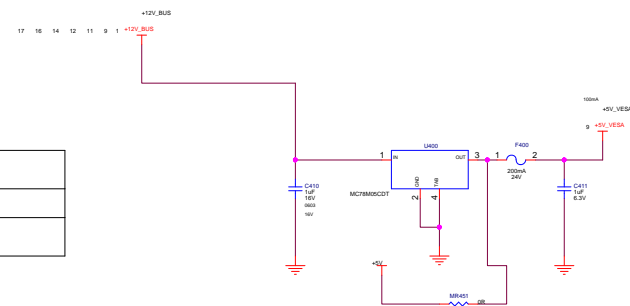 +12V_BUS
17 16 14 12 11 9 1 +12V_BUS
100mA
+5V_VESA
9 +5V_VESA
U400
F400
1 IN OUT 3 1 2
GND TAB
200mA
24V
MC78M05CDT
2 4
C410
1uF
16V
0603
16V
C411
1uF
6.3V
+5V
MR451
0R